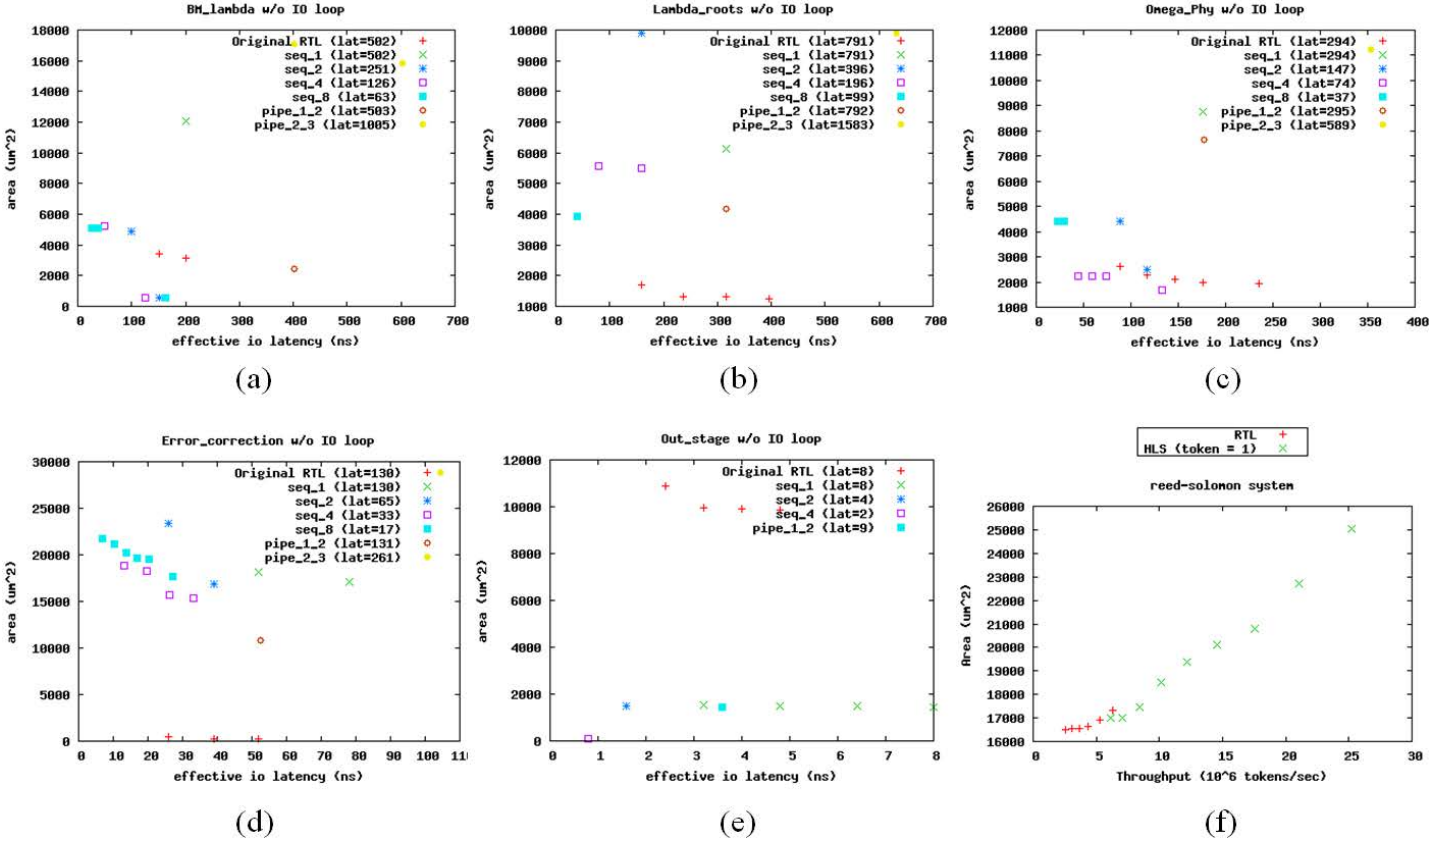 BM_lambda w/o IO loop
Original RTL (lat=502)
seq_1 (lat=502)
seq_2 (lat=251)
seq_4 (lat=126)
seq_8 (lat=63)
pipe_1_2 (lat=503)
pipe_2_3 (lat=1005)
18000
16000
14000
12000
10000
8000
6000
4000
2000
0
area (um^2)
0 100 200 300 400 500 600 700
effective io latency (ns)
(a)
Lambda_roots w/o IO loop
Original RTL (lat=791)
seq_1 (lat=791)
seq_2 (lat=396)
seq_4 (lat=196)
seq_8 (lat=99)
pipe_1_2 (lat=792)
pipe_2_3 (lat=1583)
10000
9000
8000
7000
6000
5000
4000
3000
2000
1000
area (um^2)
0 100 200 300 400 500 600 700
effective io latency (ns)
(b)
Omega_Phy w/o IO loop
Original RTL (lat=294)
seq_1 (lat=294)
seq_2 (lat=147)
seq_4 (lat=74)
seq_8 (lat=37)
pipe_1_2 (lat=295)
pipe_2_3 (lat=589)
12000
11000
10000
9000
8000
7000
6000
5000
4000
3000
2000
1000
area (um^2)
0 50 100 150 200 250 300 350 400
effective io latency (ns)
(c)
Error_correction w/o IO loop
Original RTL (lat=130)
seq_1 (lat=130)
seq_2 (lat=65)
seq_4 (lat=33)
seq_8 (lat=17)
pipe_1_2 (lat=131)
pipe_2_3 (lat=261)
30000
25000
20000
15000
10000
5000
0
area (um^2)
0 10 20 30 40 50 60 70 80 90 100
effective io latency (ns)
(d)
Out_stage w/o IO loop
Original RTL (lat=8)
seq_1 (lat=8)
seq_2 (lat=4)
seq_4 (lat=2)
pipe_1_2 (lat=9)
12000
10000
8000
6000
4000
2000
0
area (um^2)
0 1 2 3 4 5 6 7 8
effective io latency (ns)
(e)
RTL
HLS (token = 1)
reed-solomon system
26000
25000
24000
23000
22000
21000
20000
19000
18000
17000
16000
Area (um^2)
0 5 10 15 20 25 30
Throughput (10^6 tokens/sec)
(f)